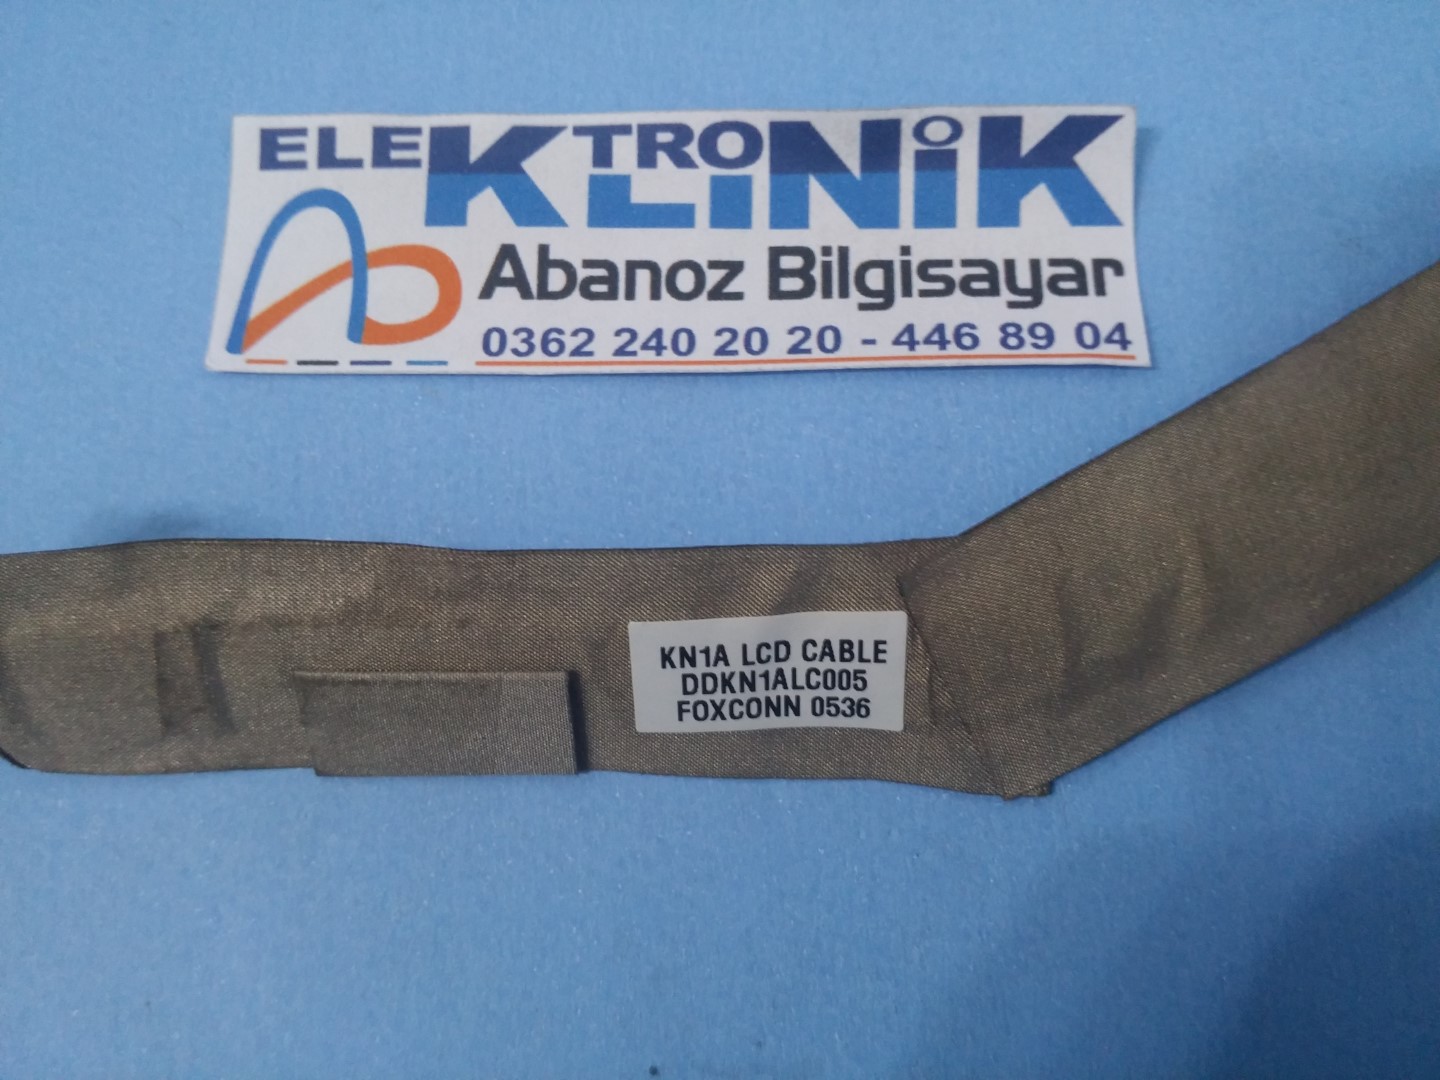 ELEKTRONİK
KLİNİK
Abanoz Bilgisayar
0362 240 20 20 - 446 89 04
KN1A LCD CABLE
DDKN1ALC005
FOXCONN 0536